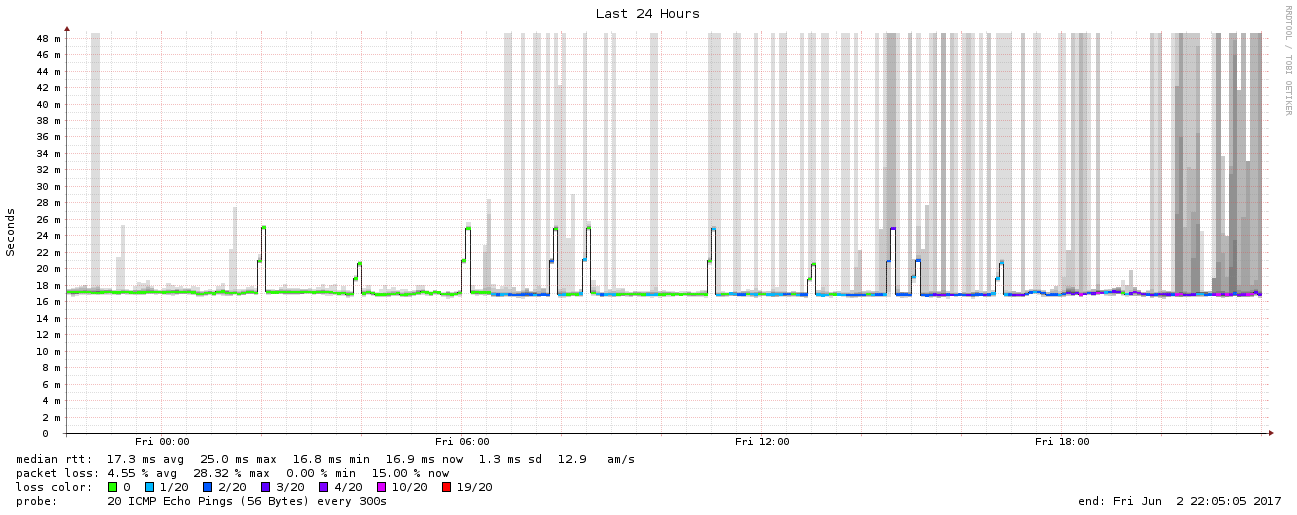 Last 24 Hours
RRDTOOL / TOBI OETIKER
Seconds
48 m
46 m
44 m
42 m
40 m
38 m
36 m
34 m
32 m
30 m
28 m
26 m
24 m
22 m
20 m
18 m
16 m
14 m
12 m
10 m
8 m
6 m
4 m
2 m
0
Fri 00:00 Fri 06:00 Fri 12:00 Fri 18:00
median rtt: 17.3 ms avg 25.0 ms max 16.8 ms min 16.9 ms now 1.3 ms sd 12.9 am/s
packet loss: 4.55 % avg 28.32 % max 0.00 % min 15.00 % now
loss color: 0 1/20 2/20 3/20 4/20 10/20 19/20
probe: 20 ICMP Echo Pings (56 Bytes) every 300s end: Fri Jun 2 22:05:05 2017